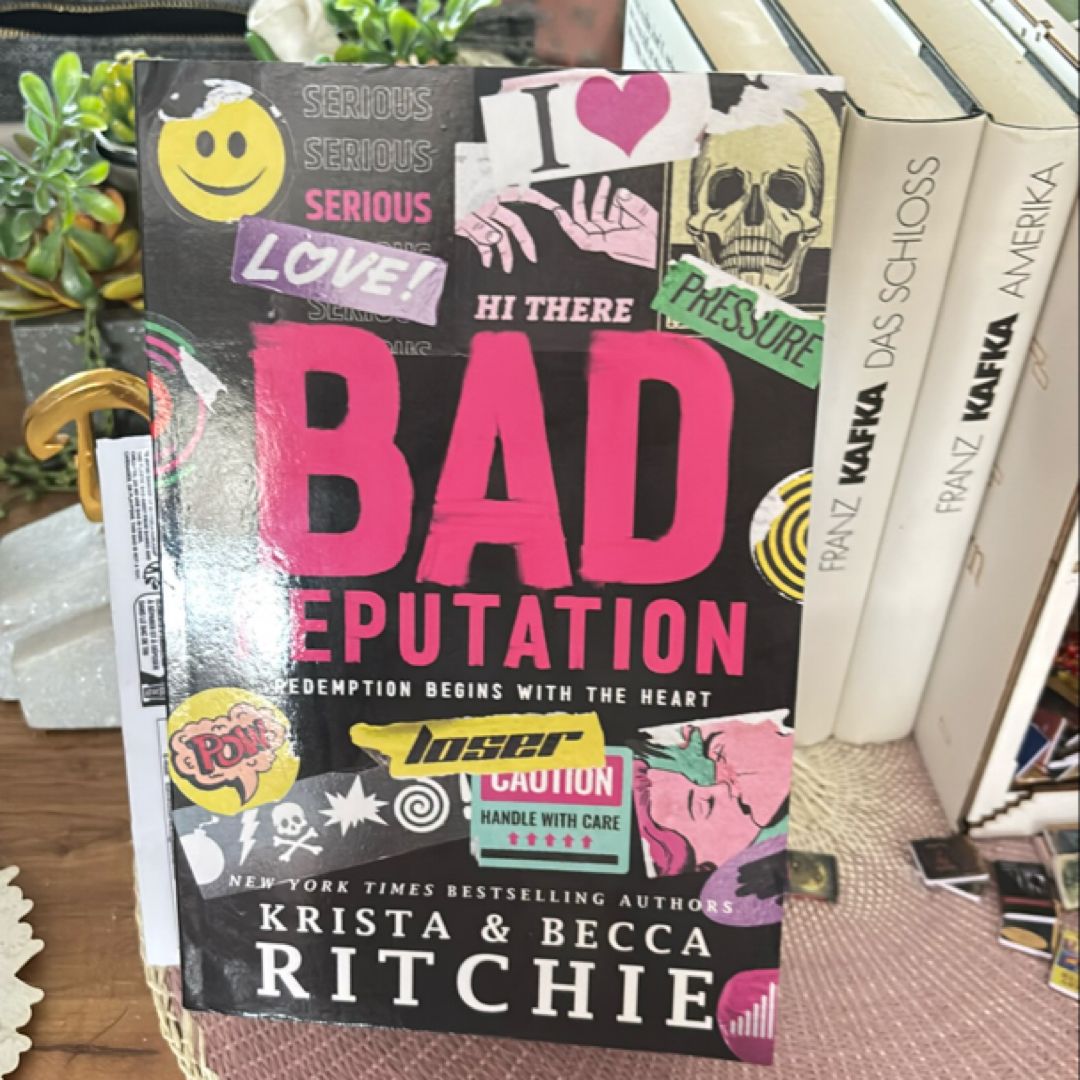 SERIOUS
SERIOUS
SERIOUS
LOVE!
I
HI THERE
PRESSURE
BAD
REPUTATION
REDEMPTION BEGINS WITH THE HEART
POW
loser
CAUTION
HANDLE WITH CARE
NEW YORK TIMES BESTSELLING AUTHORS
KRISTA & BECCA
RITCHIE
FRANZ KAFKA DAS SCHLOSS
FRANZ KAFKA AMERIKA